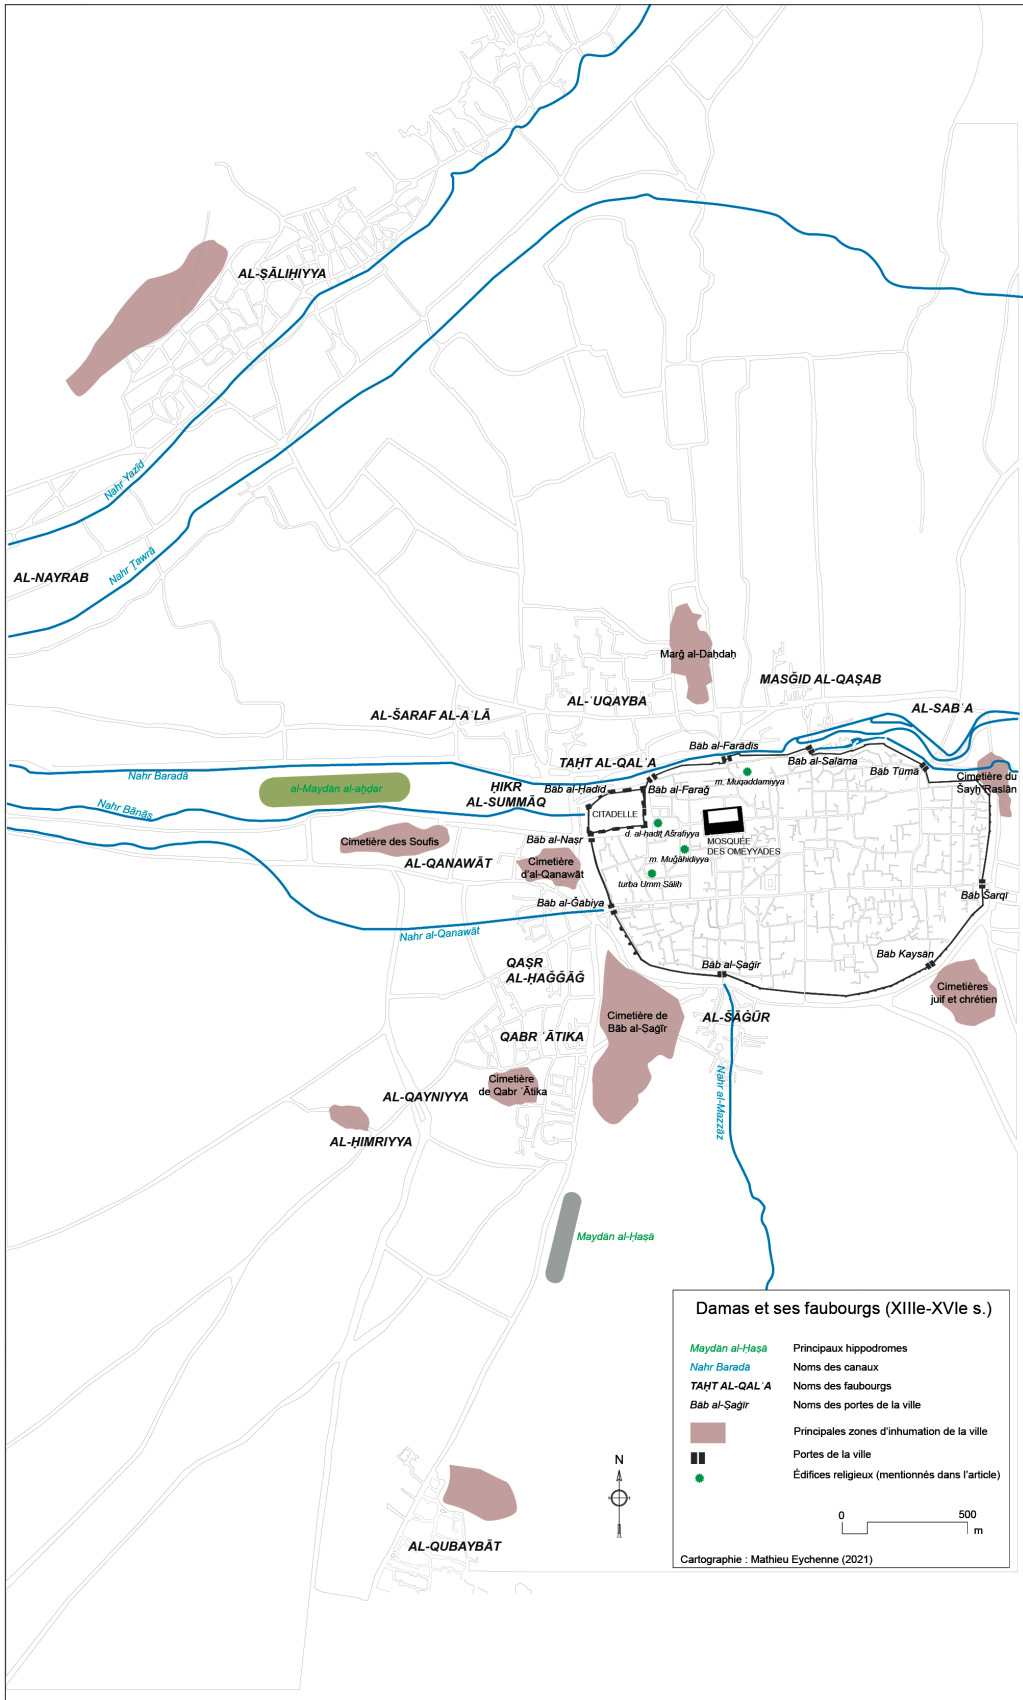 AL-ṢĀLIḤIYYA
Nahr Yazīd
AL-NAYRAB
Nahr Ṯawrā
Marǧ al-Daḥdaḥ
MASǦID AL-QAṢAB
AL-ʿUQAYBA
AL-SABʿA
AL-ŠARAF AL-AʿLĀ
Bāb al-Farādīs
Bāb al-Salāma
TAḤT AL-QALʿA
Bāb Tūmā
Nahr Baradā
m. Muqaddamiyya
Cimetière du
Šayḫ Raslān
al-Maydān al-aḫḍar
ḤIKR
AL-SUMMĀQ
Bāb al-Ḥadīd
Bāb al-Faraǧ
Nahr Bānās
CITADELLE
d. al-ḥadīṯ Ašrafiyya
Cimetière des Soufis
Bāb al-Naṣr
MOSQUÉE
DES OMEYYADES
m. Muǧāhidiyya
AL-QANAWĀT
Cimetière
d'al-Qanawāt
turba Umm Ṣāliḥ
Bāb Šarqī
Bāb al-Ǧābiya
Nahr al-Qanawāt
Bāb Kaysān
QAṢR
AL-ḤAǦǦĀǦ
Bāb al-Ṣaġīr
Cimetières
juif et chrétien
Cimetière de
Bāb al-Ṣaġīr
AL-ŠĀĠŪR
QABR ʿĀTIKA
Nahr al-Mazzāz
Cimetière
de Qabr ʿĀtika
AL-QAYNIYYA
AL-ḤIMRIYYA
Maydān al-Ḥaṣā
Damas et ses faubourgs (XIIIe-XVIe s.)
Maydān al-Ḥaṣā Principaux hippodromes
Nahr Baradā Noms des canaux
TAḤT AL-QALʿA Noms des faubourgs
Bāb al-Ṣaġīr Noms des portes de la ville
Principales zones d'inhumation de la ville
Portes de la ville
Édifices religieux (mentionnés dans l'article)
N
0 500
m
AL-QUBAYBĀT
Cartographie : Mathieu Eychenne (2021)